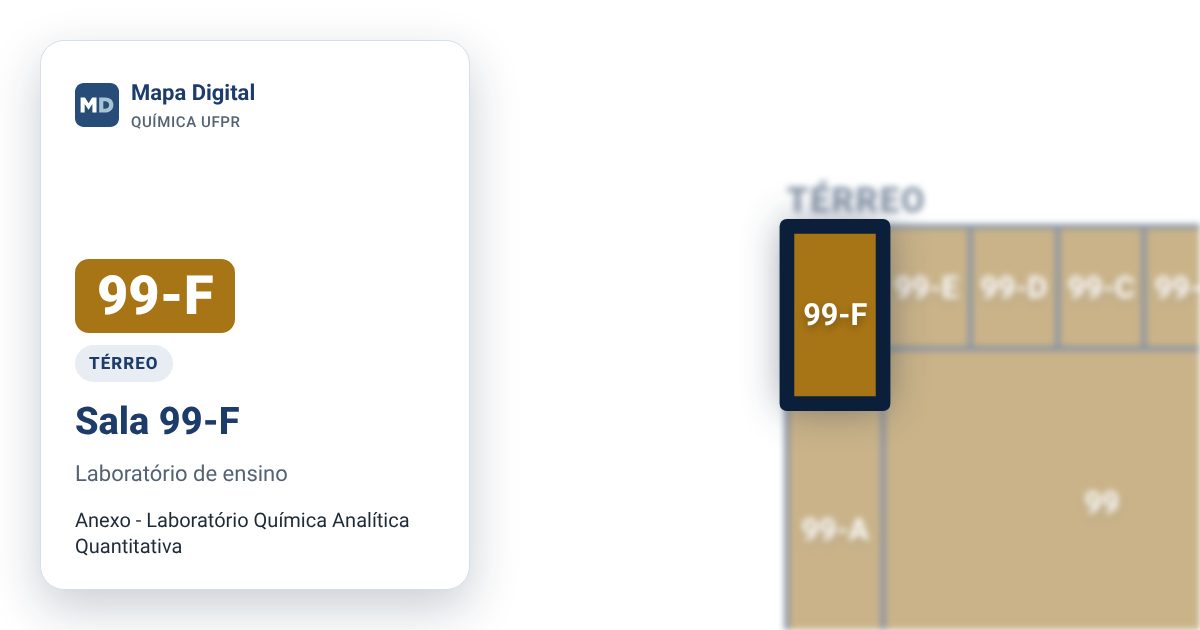 MD
Mapa Digital
QUÍMICA UFPR
99-F
TÉRREO
Sala 99-F
Laboratório de ensino
Anexo - Laboratório Química Analítica
Quantitativa
TÉRREO
99-F
99-E
99-D
99-C
99-
99-A
99